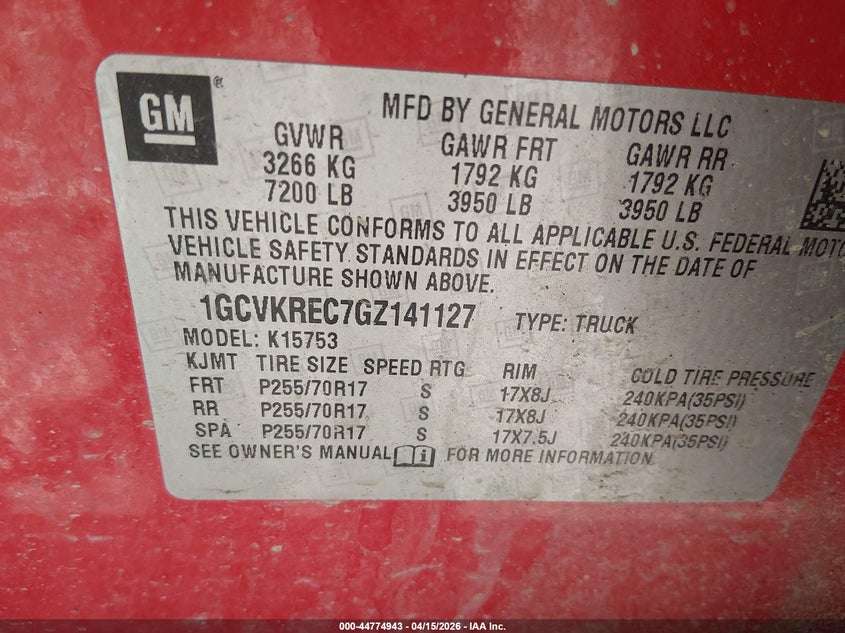 GM®
MFD BY GENERAL MOTORS LLC
GVWR GAWR FRT GAWR RR
3266 KG 1792 KG 1792 KG
7200 LB 3950 LB 3950 LB
THIS VEHICLE CONFORMS TO ALL APPLICABLE U.S. FEDERAL MOTO
VEHICLE SAFETY STANDARDS IN EFFECT ON THE DATE OF
MANUFACTURE SHOWN ABOVE.
1GCVKREC7GZ141127 TYPE: TRUCK
MODEL: K15753
KJMT TIRE SIZE SPEED RTG RIM COLD TIRE PRESSURE
FRT P255/70R17 S 17X8J 240KPA(35PSI)
RR P255/70R17 S 17X8J 240KPA(35PSI)
SPA P255/70R17 S 17X7.5J 240KPA(35PSI)
SEE OWNER'S MANUAL i FOR MORE INFORMATION
000-44774943 - 04/15/2026 - IAA Inc.